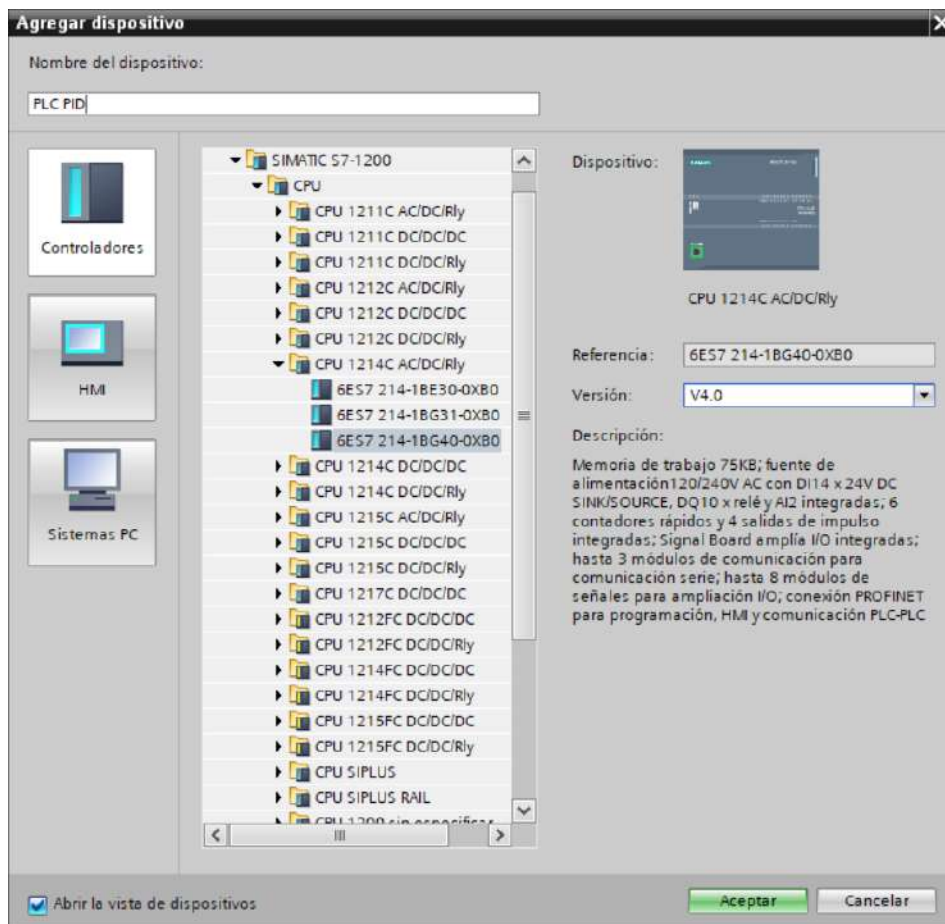 Agregar dispositivo
Nombre del dispositivo:
PLC PID
Controladores
HMI
Sistemas PC
SIMATIC S7-1200
CPU
CPU 1211C AC/DC/Rly
CPU 1211C DC/DC/DC
CPU 1211C DC/DC/Rly
CPU 1212C AC/DC/Rly
CPU 1212C DC/DC/DC
CPU 1212C DC/DC/Rly
CPU 1214C AC/DC/Rly
6ES7 214-1BE30-0XB0
6ES7 214-1BG31-0XB0
6ES7 214-1BG40-0XB0
CPU 1214C DC/DC/DC
CPU 1214C DC/DC/Rly
CPU 1215C AC/DC/Rly
CPU 1215C DC/DC/DC
CPU 1215C DC/DC/Rly
CPU 1217C DC/DC/DC
CPU 1212FC DC/DC/DC
CPU 1212FC DC/DC/Rly
CPU 1214FC DC/DC/DC
CPU 1214FC DC/DC/Rly
CPU 1215FC DC/DC/DC
CPU 1215FC DC/DC/Rly
CPU SIPLUS
CPU SIPLUS RAIL
CPU 1200 sin especificar
Dispositivo:
CPU 1214C AC/DC/Rly
Referencia:
6ES7 214-1BG40-0XB0
Versión:
V4.0
Descripción:
Memoria de trabajo 75KB; fuente de
alimentación120/240V AC con DI14 x 24V DC
SINK/SOURCE, DQ10 x relé y AI2 integradas; 6
contadores rápidos y 4 salidas de impulso
integradas; Signal Board amplía I/O integradas;
hasta 3 módulos de comunicación para
comunicación serie; hasta 8 módulos de
señales para ampliación I/O; conexión PROFINET
para programación, HMI y comunicación PLC-PLC
Abrir la vista de dispositivos
Aceptar
Cancelar